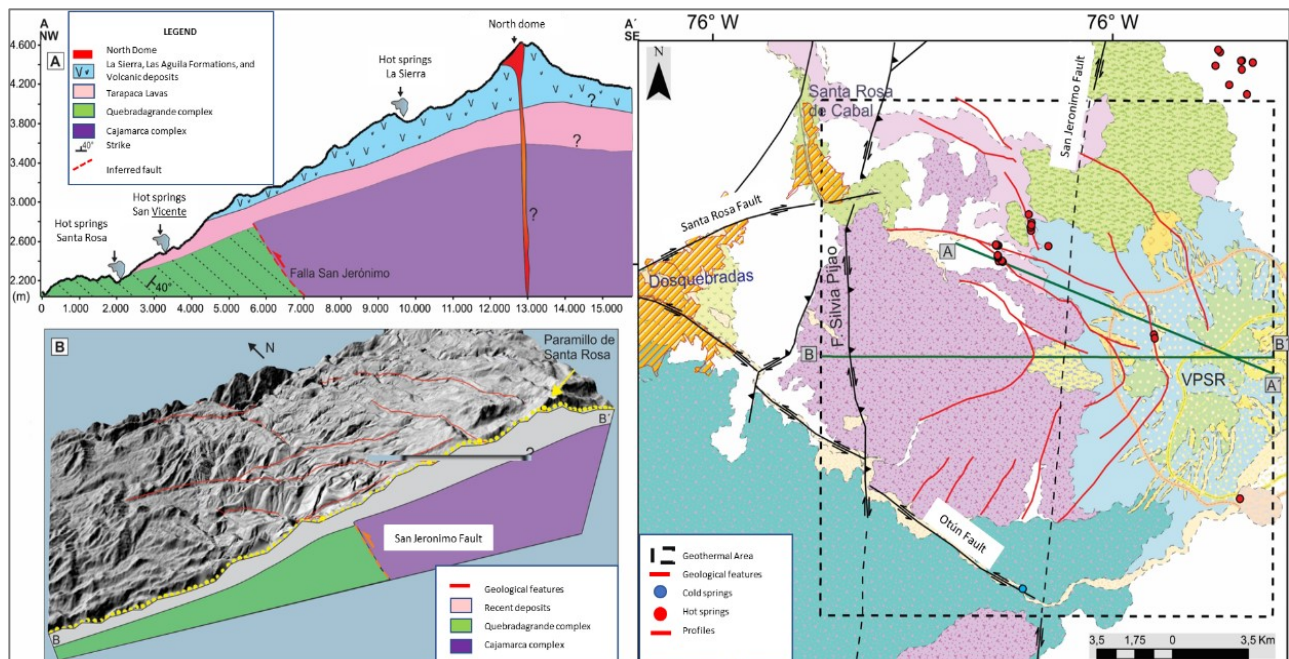 A
NW
4.600
4.200
3.800
3.400
3.000
2.600
2.200
(m)
A
LEGEND
North Dome
La Sierra, Las Aguila Formations, and
Volcanic deposits
Tarapaca Lavas
Quebradagrande complex
Cajamarca complex
40°
Strike
Inferred fault
North dome
A´
SE
Hot springs
La Sierra
Hot springs
San Vicente
Hot springs
Santa Rosa
?
?
?
40°
Falla San Jerónimo
0 1.000 2.000 3.000 4.000 5.000 6.000 7.000 8.000 9.000 10.000 11.000 12.000 13.000 14.000 15.000
B
N
Paramillo de
Santa Rosa
B'
?
San Jeronimo Fault
B
Geological features
Recent deposits
Quebradagrande complex
Cajamarca complex
76° W
76° W
N
Santa Rosa
de Cabal
San Jeronimo Fault
Santa Rosa Fault
Dosquebradas
F. Silvia Pijao
A
B
B´
A´
VPSR
Otún Fault
Geothermal Area
Geological features
Cold springs
Hot springs
Profiles
3,5 1,75 0 3,5 Km